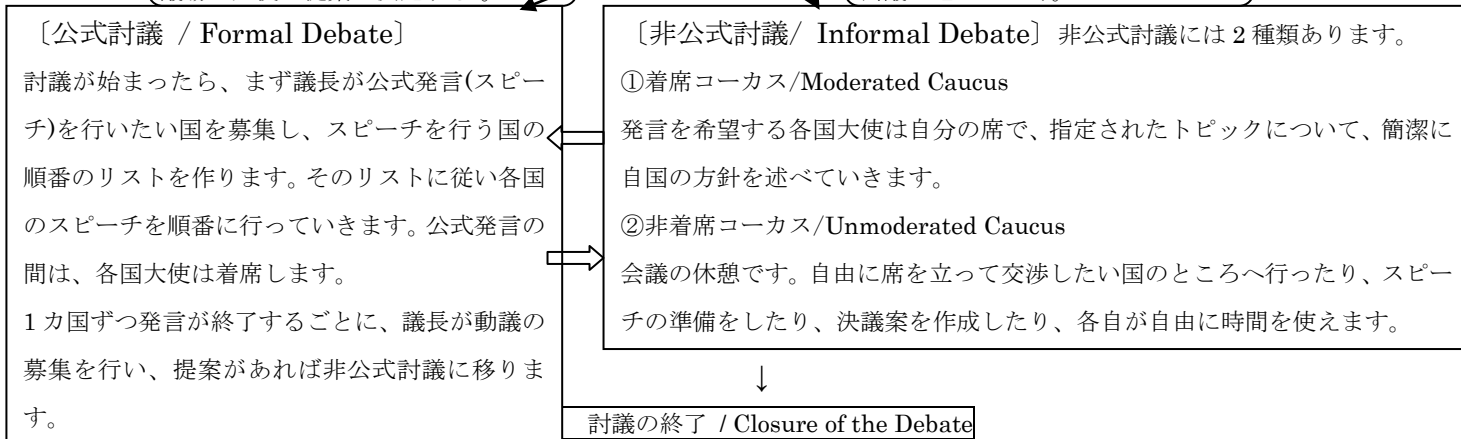 〔公式討議 / Formal Debate〕
討議が始まったら、まず議長が公式発言(スピー
チ)を行いたい国を募集し、スピーチを行う国の
順番のリストを作ります。そのリストに従い各国
のスピーチを順番に行っていきます。公式発言の
間は、各国大使は着席します。
1 カ国ずつ発言が終了するごとに、議長が動議の
募集を行い、提案があれば非公式討議に移りま
す。
〔非公式討議/ Informal Debate〕非公式討議には 2 種類あります。
①着席コーカス/Moderated Caucus
発言を希望する各国大使は自分の席で、指定されたトピックについて、簡潔に
自国の方針を述べていきます。
②非着席コーカス/Unmoderated Caucus
会議の休憩です。自由に席を立って交渉したい国のところへ行ったり、スピー
チの準備をしたり、決議案を作成したり、各自が自由に時間を使えます。
↓
討議の終了 / Closure of the Debate